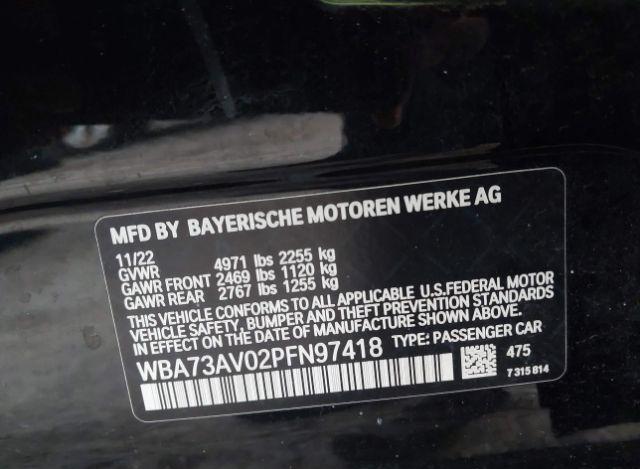 MFD BY BAYERISCHE MOTOREN WERKE AG
11/22
GVWR 4971 lbs 2255 kg
GAWR FRONT 2469 lbs 1120 kg
GAWR REAR 2767 lbs 1255 kg
THIS VEHICLE CONFORMS TO ALL APPLICABLE U.S.FEDERAL MOTOR
VEHICLE SAFETY, BUMPER AND THEFT PREVENTION STANDARDS
IN EFFECT ON THE DATE OF MANUFACTURE SHOWN ABOVE.
WBA73AV02PFN97418 TYPE: PASSENGER CAR
475
7 315 814